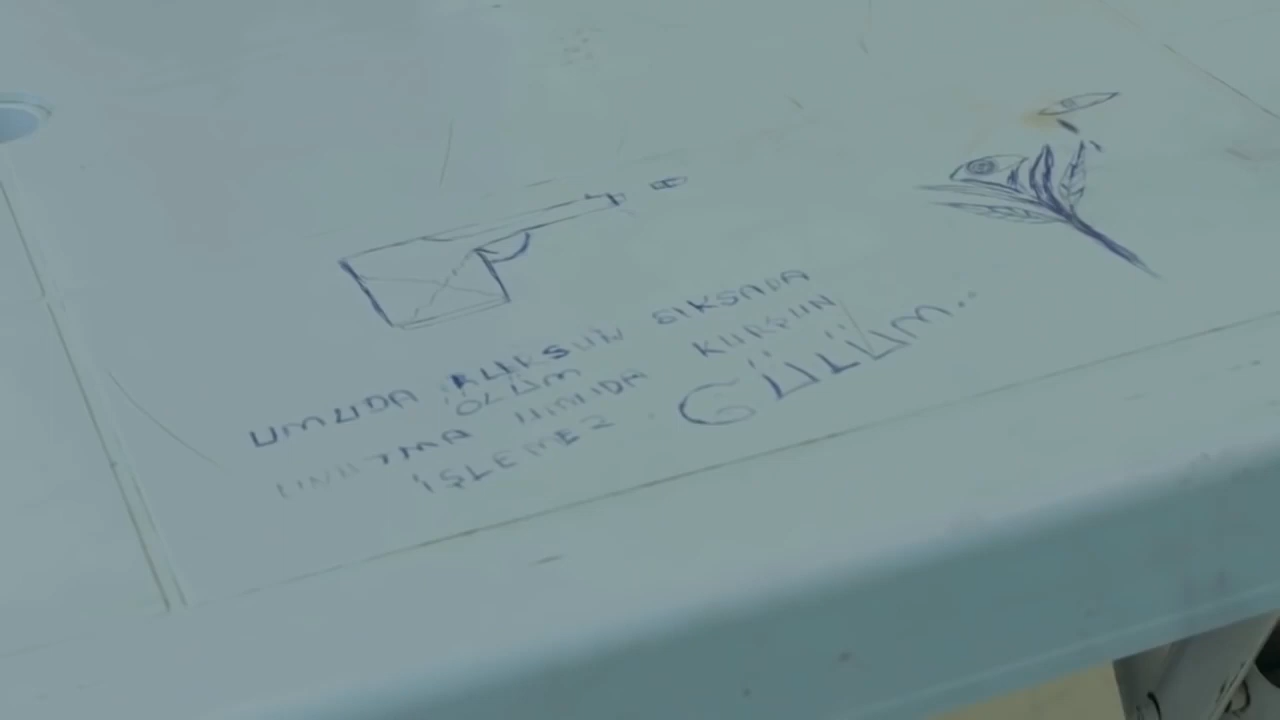 UMUDA KURŞUN SIKSADA
ÖLÜM
UNUTMA UMUDA KURŞUN
İŞLEMEZ GÜLÜM..